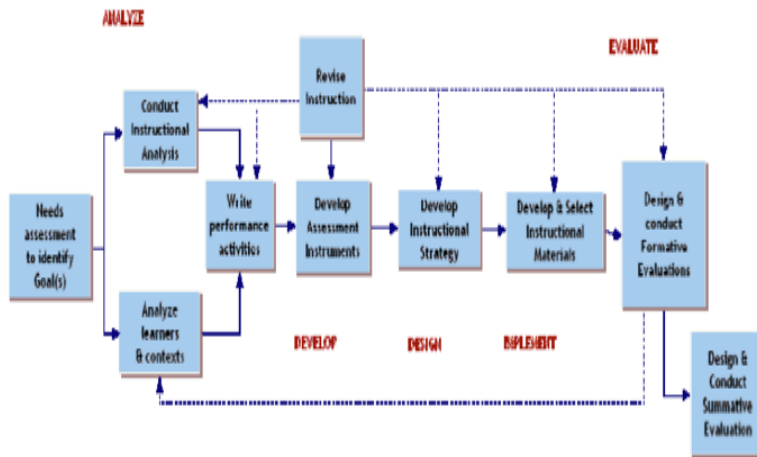 ANALYZE
EVALUATE
Revise
Instruction
Conduct
Instructional
Analysis
Needs
assessment
to identify
Goal(s)
Write
performance
activities
Develop
Assessment
Instruments
Develop
Instructional
Strategy
Develop & Select
Instructional
Materials
Design &
conduct
Formative
Evaluations
Analyze
learners
& contexts
DEVELOP
DESIGN
IMPLEMENT
Design &
Conduct
Summative
Evaluation